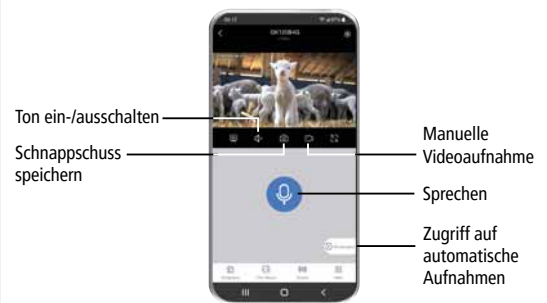 Ton ein-/ausschalten
Schnappschuss
speichern
Manuelle
Videoaufnahme
Sprechen
Zugriff auf
automatische
Aufnahmen